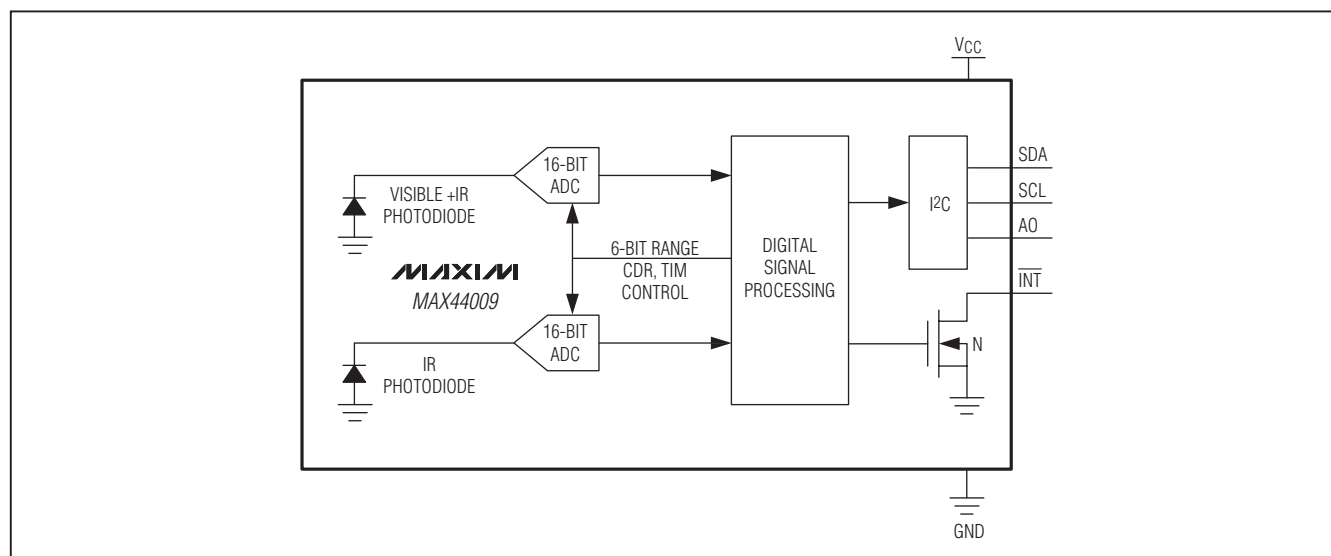 VCC
16-BIT
ADC
VISIBLE +IR
PHOTODIODE
6-BIT RANGE
CDR, TIM
CONTROL
MAXIM
MAX44009
16-BIT
ADC
IR
PHOTODIODE
DIGITAL
SIGNAL
PROCESSING
I²C
SDA
SCL
A0
INT
N
GND